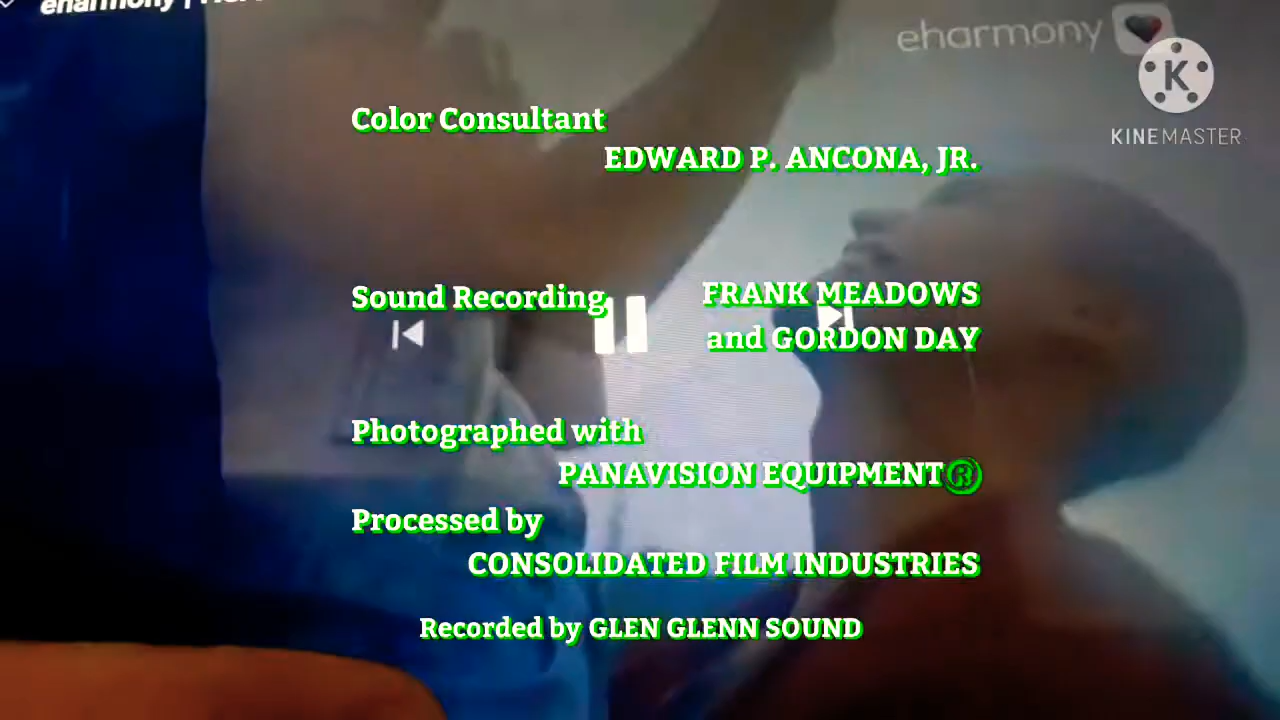 eharmony |
eharmony
K
KINEMASTER
Color Consultant
EDWARD P. ANCONA, JR.
Sound Recording
FRANK MEADOWS
and GORDON DAY
Photographed with
PANAVISION EQUIPMENT®
Processed by
CONSOLIDATED FILM INDUSTRIES
Recorded by GLEN GLENN SOUND